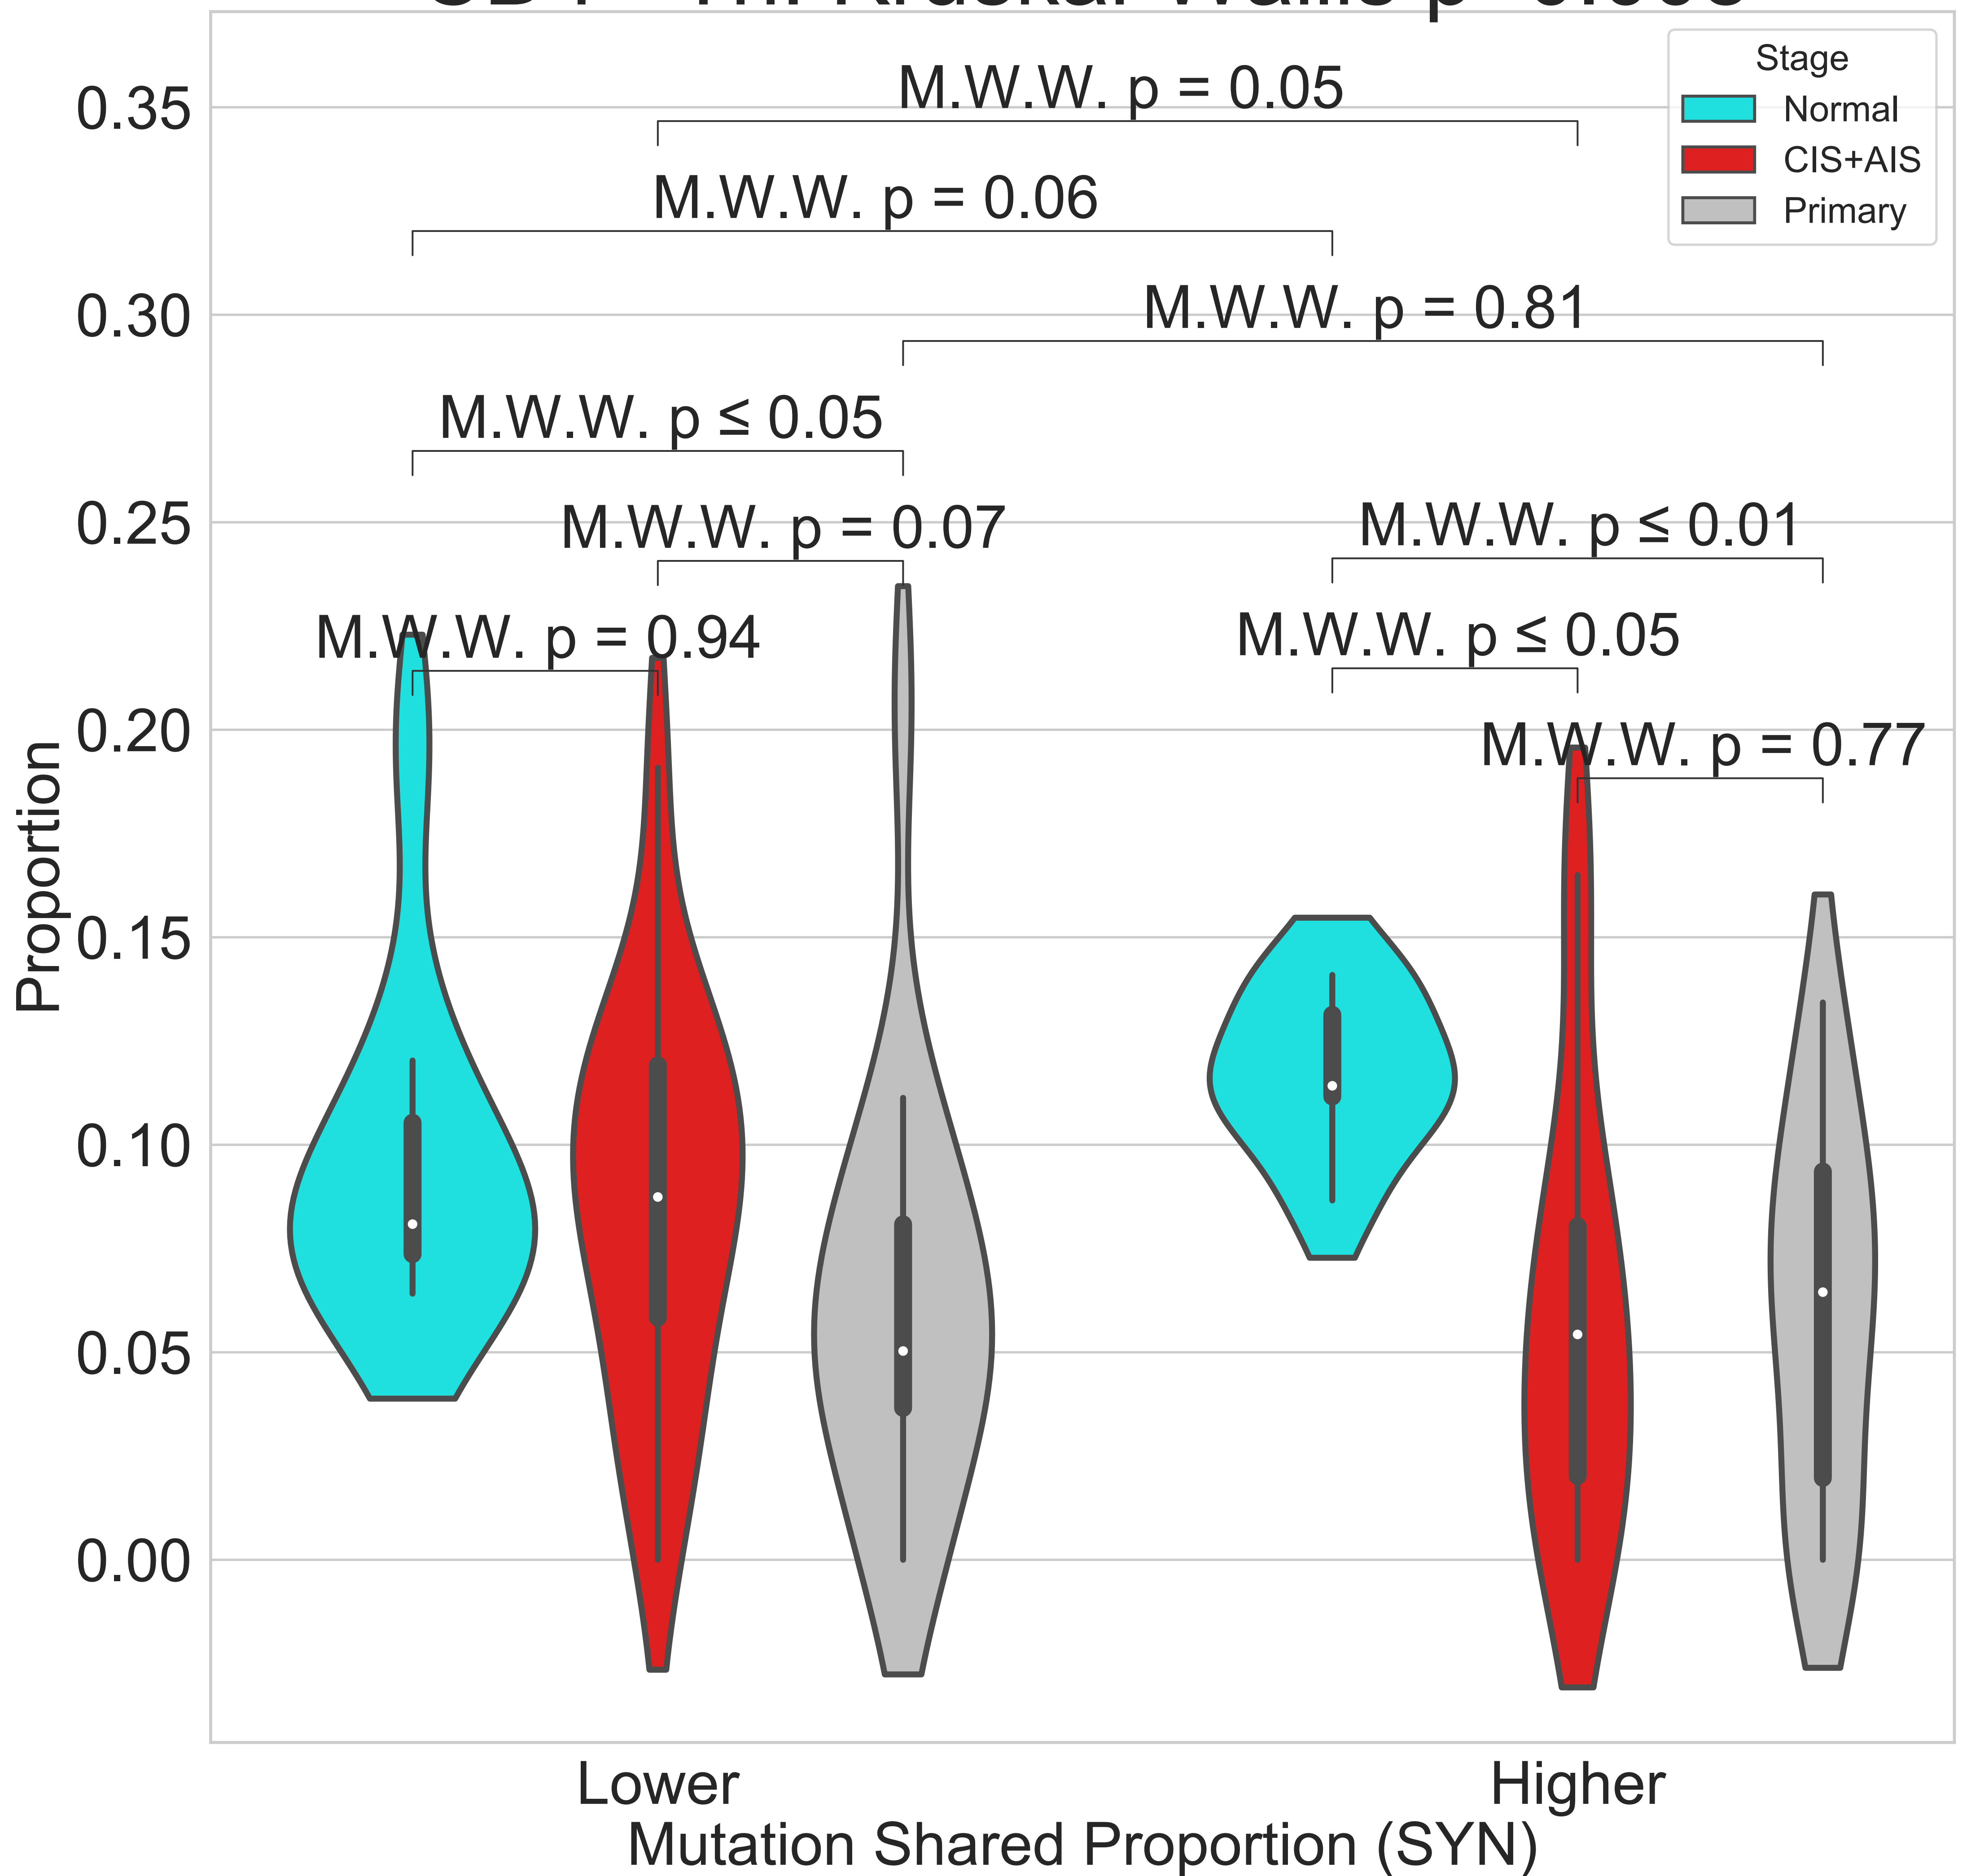 Stage
Normal
CIS+AIS
Primary
M.W.W. p = 0.05
M.W.W. p = 0.06
M.W.W. p = 0.81
M.W.W. p ≤ 0.05
M.W.W. p = 0.07
M.W.W. p ≤ 0.01
M.W.W. p = 0.94
M.W.W. p ≤ 0.05
M.W.W. p = 0.77
0.35
0.30
0.25
0.20
0.15
0.10
0.05
0.00
Proportion
Lower
Higher
Mutation Shared Proportion (SYN)